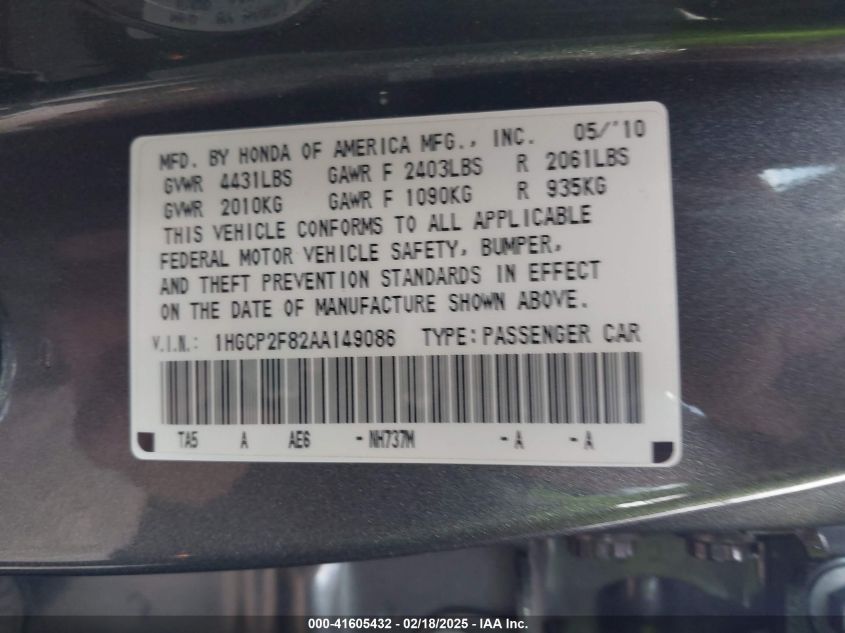 MFD. BY HONDA OF AMERICA MFG., INC. 05/'10
GVWR 4431LBS GAWR F 2403LBS R 2061LBS
GVWR 2010KG GAWR F 1090KG R 935KG
THIS VEHICLE CONFORMS TO ALL APPLICABLE
FEDERAL MOTOR VEHICLE SAFETY, BUMPER,
AND THEFT PREVENTION STANDARDS IN EFFECT
ON THE DATE OF MANUFACTURE SHOWN ABOVE.
V.I.N.: 1HGCP2F82AA149086 TYPE:PASSENGER CAR
TA5 A AE6 -NH737M -A -A
000-41605432 - 02/18/2025 - IAA Inc.